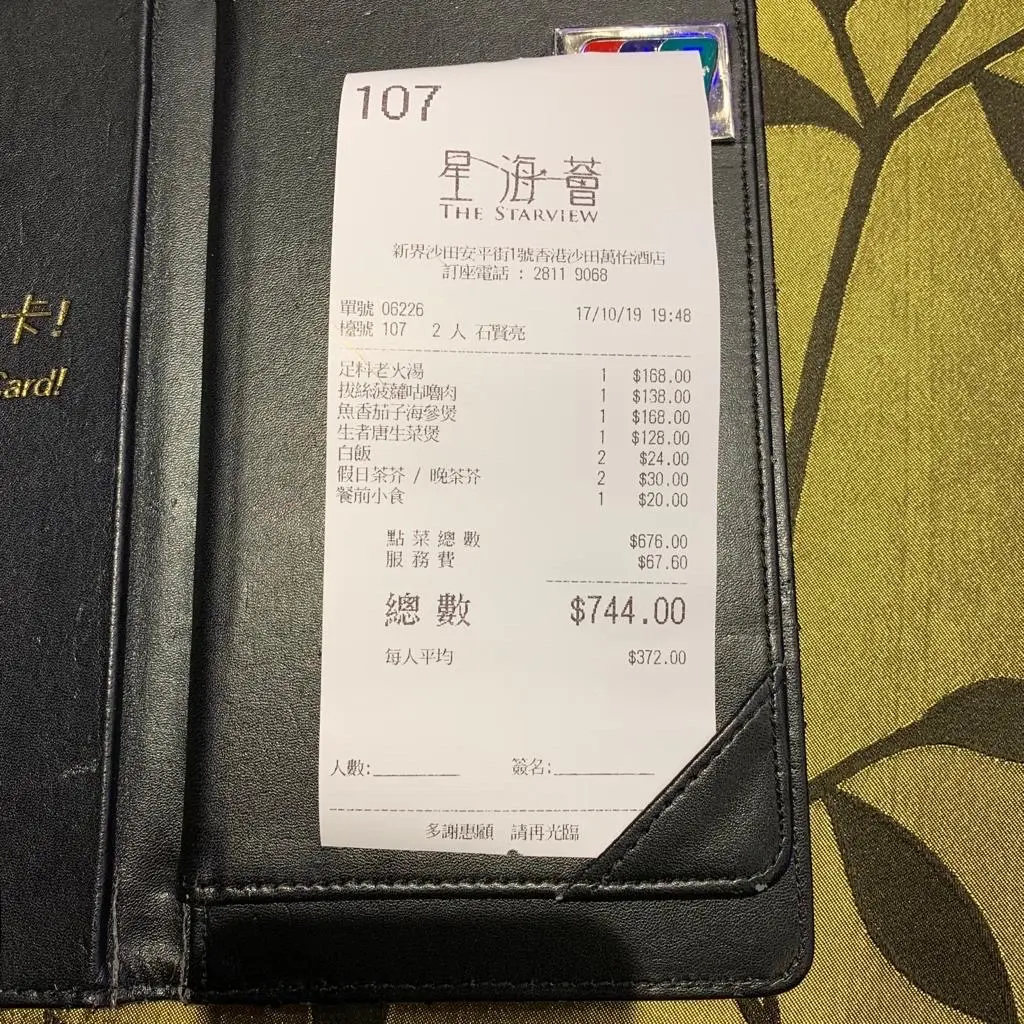 卡!
Card!
107
星海薈
THE STARVIEW
新界沙田安平街1號香港沙田萬怡酒店
訂座電話 : 2811 9068
單號 06226 17/10/19 19:48
檯號 107 2 人 石賢亮
足料老火湯 1 $168.00
拔絲菠蘿咕嚕肉 1 $138.00
魚香茄子海參煲 1 $168.00
生啫唐生菜煲 1 $128.00
白飯 2 $24.00
假日茶芥 / 晚茶芥 2 $30.00
餐前小食 1 $20.00
點菜總數 $676.00
服務費 $67.60
總數 $744.00
每人平均 $372.00
人數:________ 簽名:_________
多謝惠顧 請再光臨